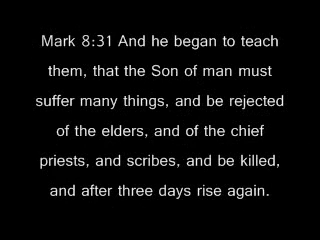 Mark 8:31 And he began to teach
them, that the Son of man must
suffer many things, and be rejected
of the elders, and of the chief
priests, and scribes, and be killed,
and after three days rise again.